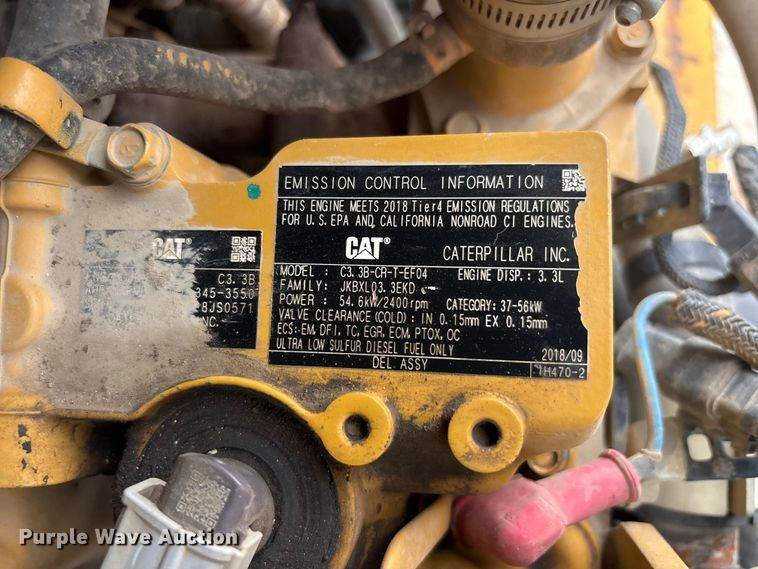 EMISSION CONTROL INFORMATION
THIS ENGINE MEETS 2018 Tier4 EMISSION REGULATIONS
FOR U.S. EPA AND CALIFORNIA NONROAD CI ENGINES.
CAT® CATERPILLAR INC.
MODEL : C3.3B-CR-T-EF04 ENGINE DISP.: 3.3L
FAMILY: JKBXL03.3EKD
POWER : 54.6kW/2400rpm CATEGORY: 37-56kW
VALVE CLEARANCE (COLD) : IN 0.15mm EX 0.15mm
ECS: EM, DFI, TC, EGR, ECM, PTOX, OC
ULTRA LOW SULFUR DIESEL FUEL ONLY 2018/09
DEL ASSY 1H470-2
CAT®
C3.3B
345-3550
8JS0571
INC.
Purple Wave Auction